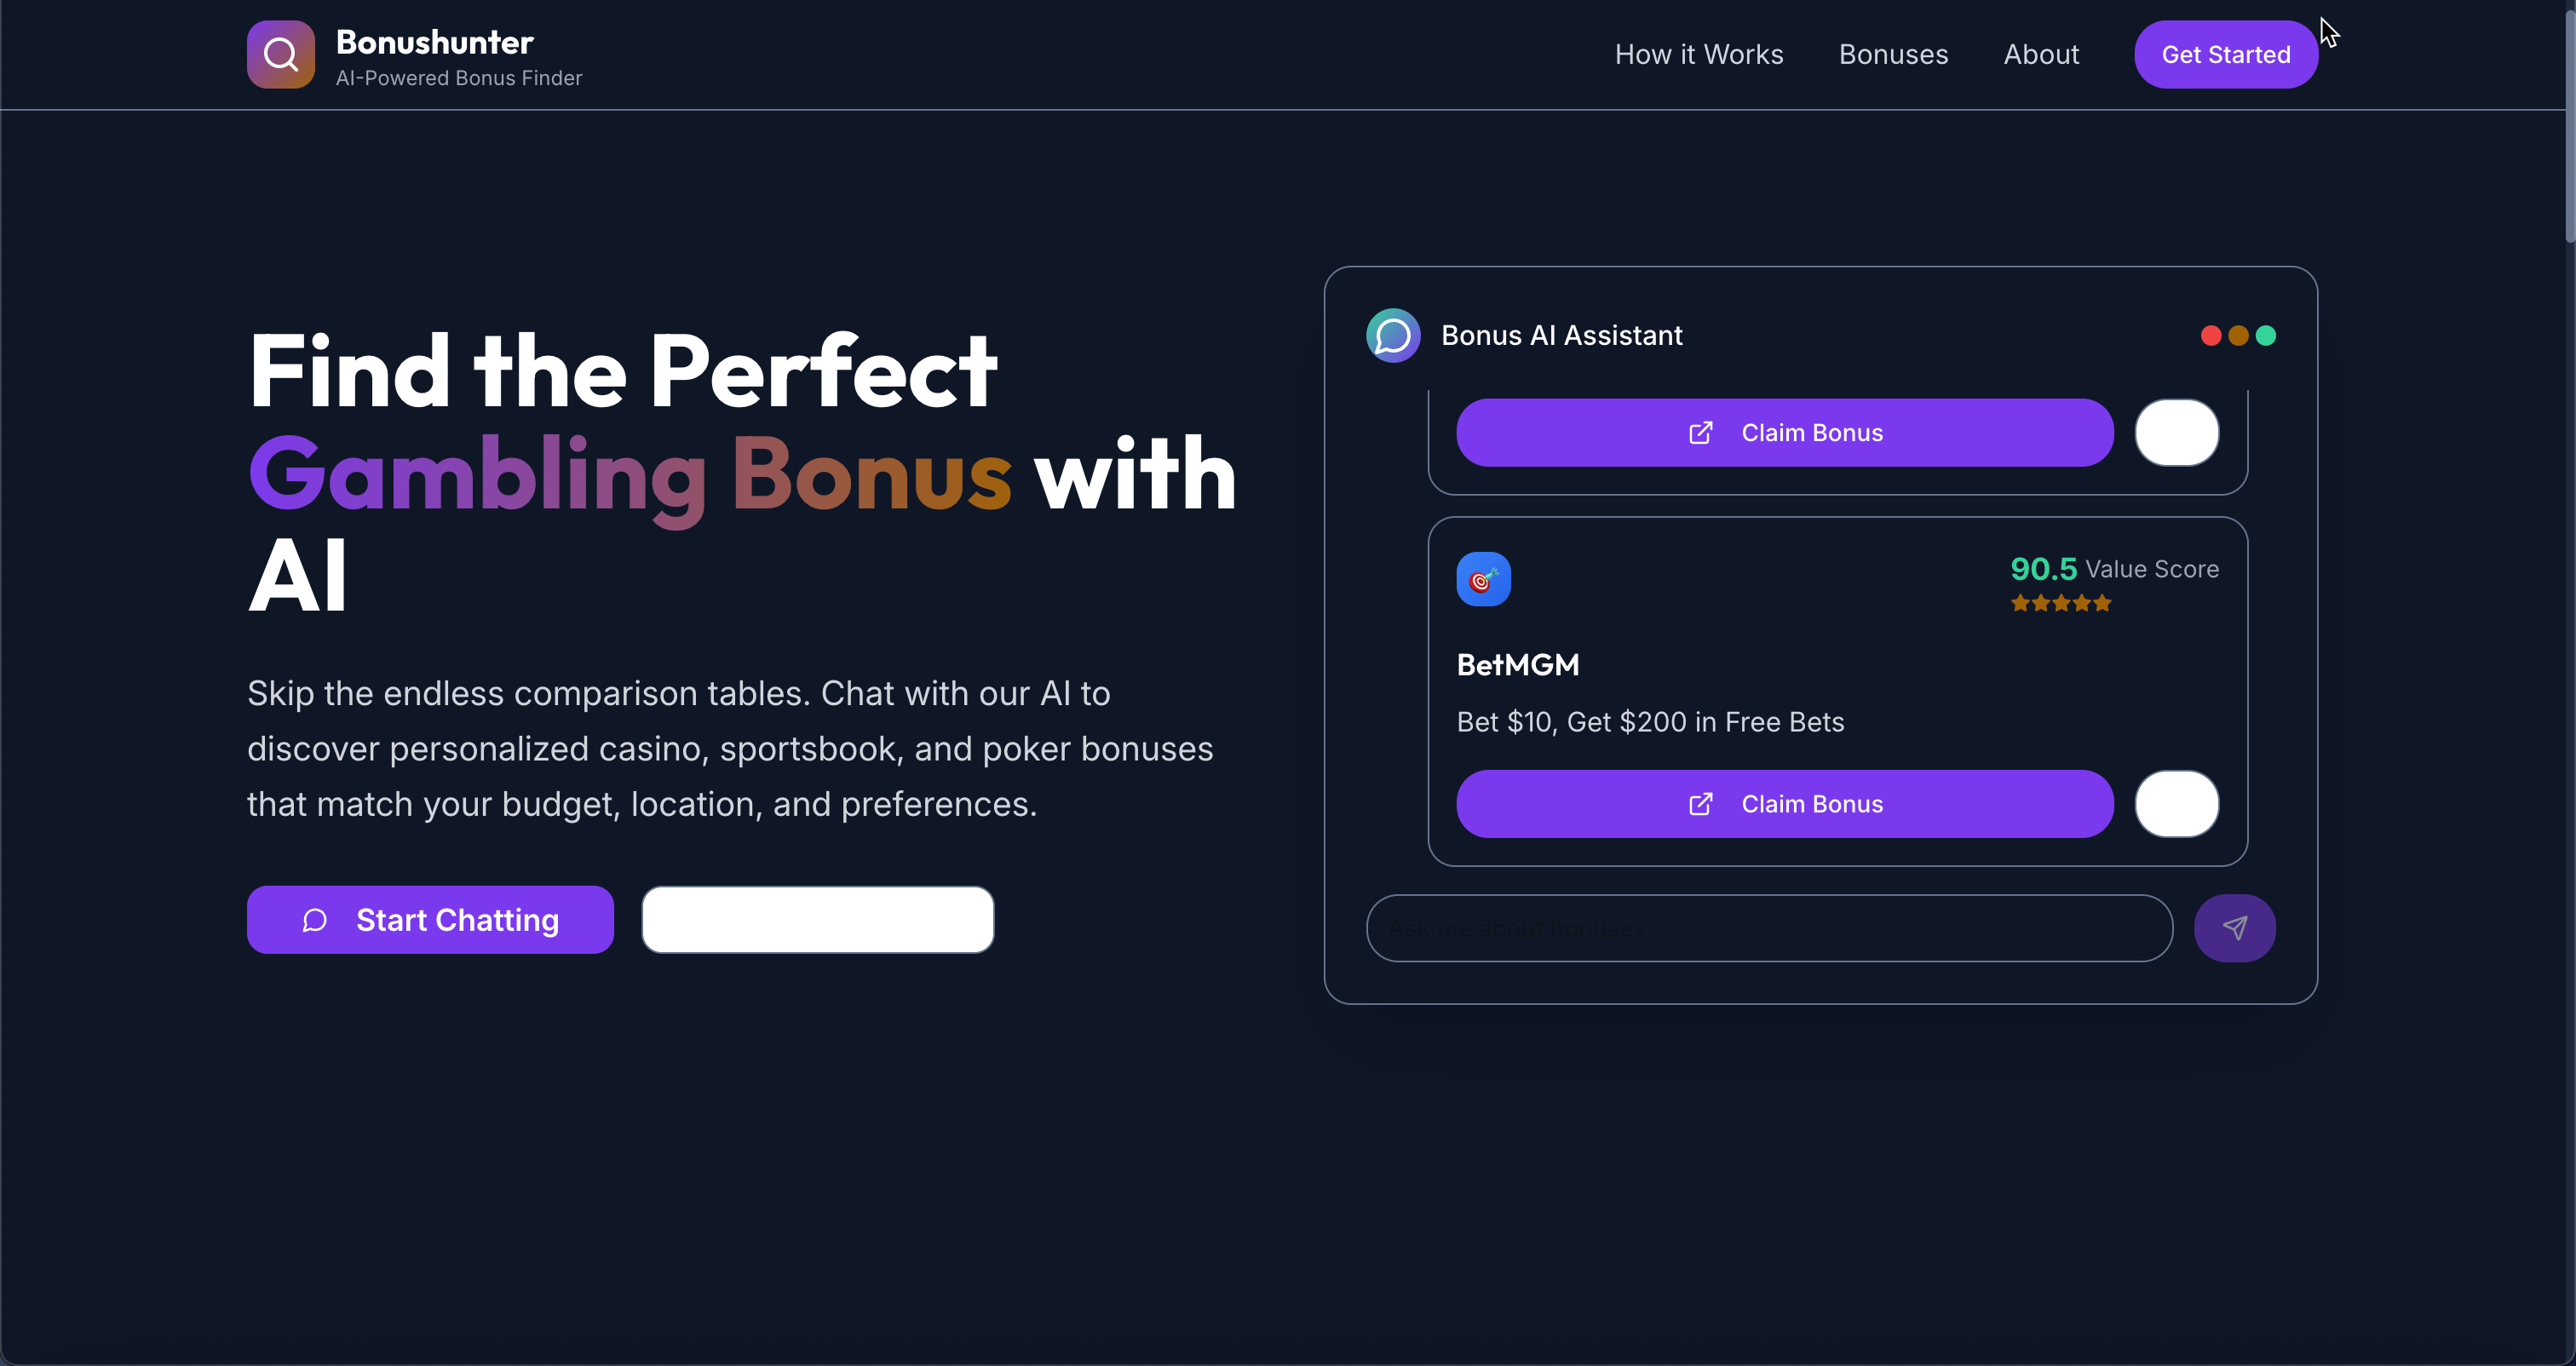 Bonushunter
AI-Powered Bonus Finder
How it Works
Bonuses
About
Get Started
Find the Perfect
Gambling Bonus with
AI
Skip the endless comparison tables. Chat with our AI to
discover personalized casino, sportsbook, and poker bonuses
that match your budget, location, and preferences.
Start Chatting
Bonus AI Assistant
Claim Bonus
90.5 Value Score
BetMGM
Bet $10, Get $200 in Free Bets
Claim Bonus
Ask me about bonuses...